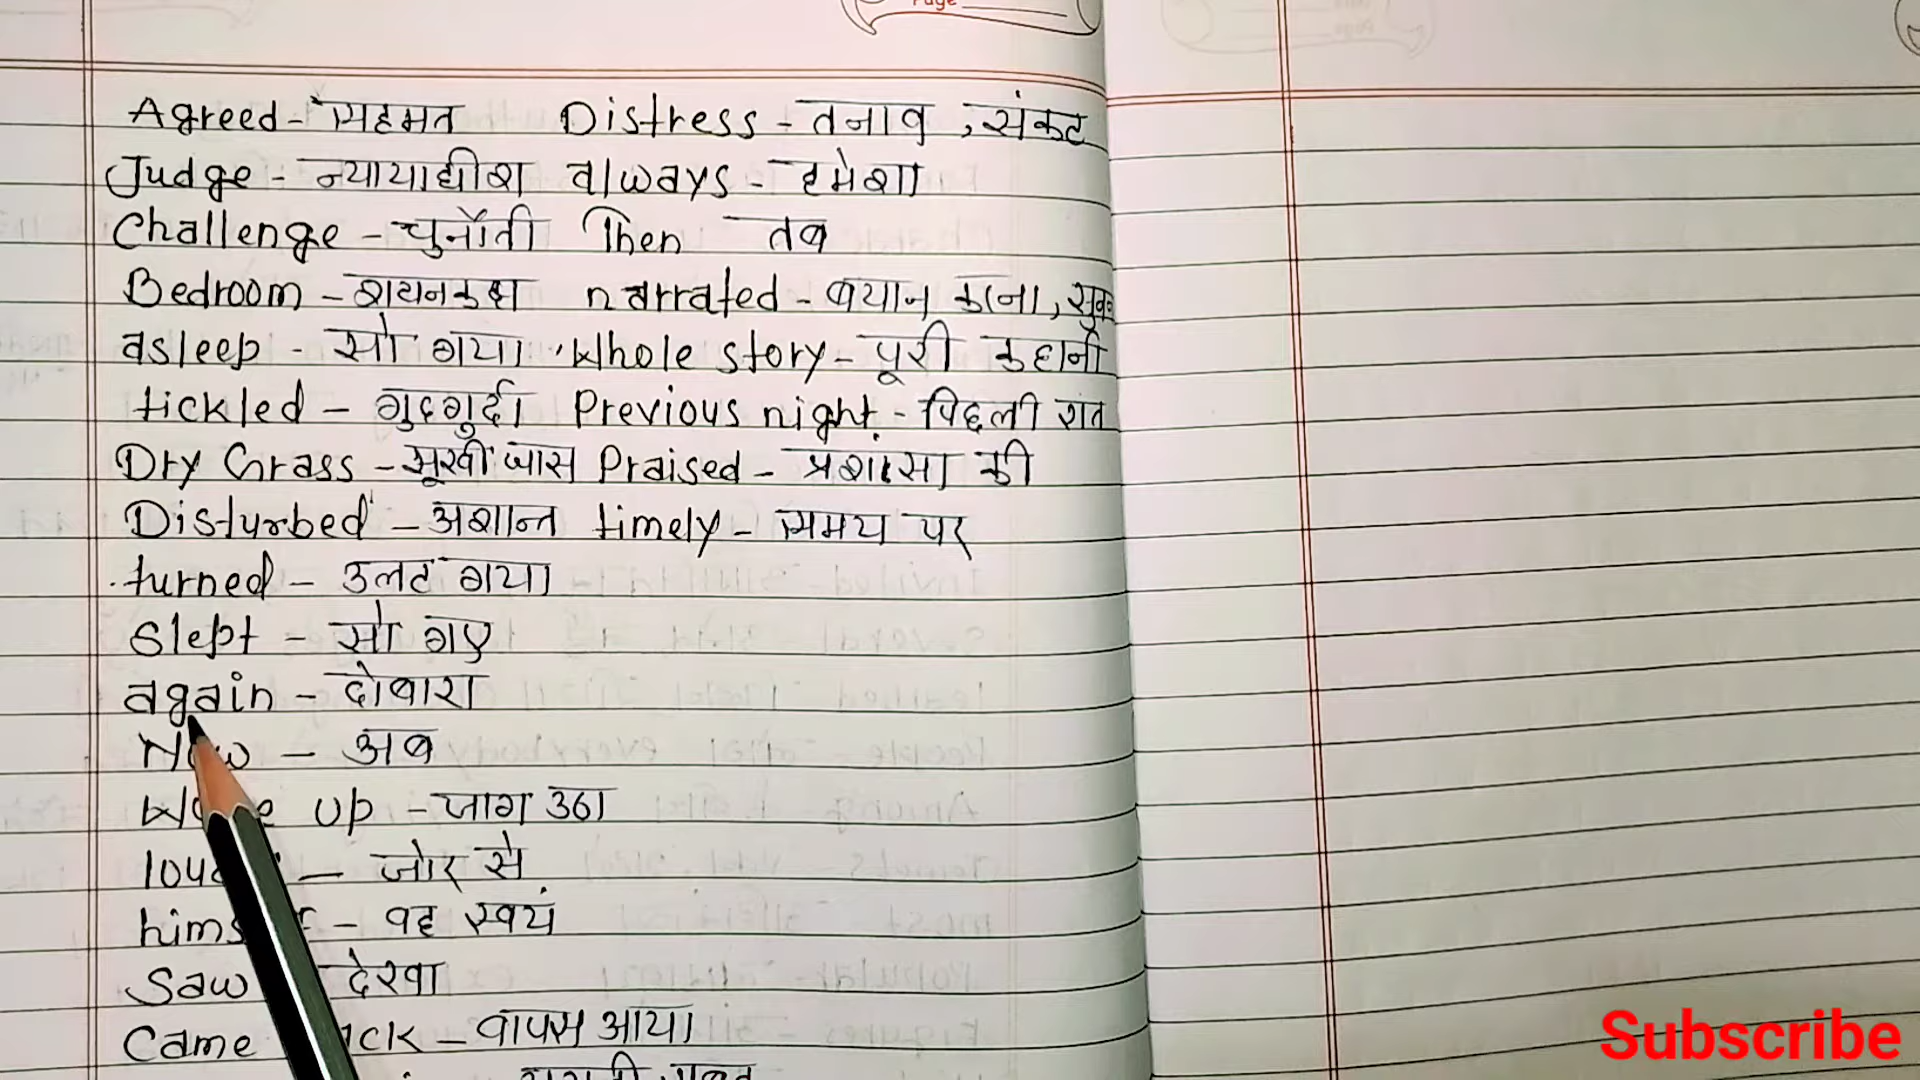 Page
Agreed - सहमत Distress - तनाव, संकट
Judge - न्यायाधीश always - हमेशा
Challenge - चुनौती Then तब
Bedroom - शयनकक्ष narrated - बयान करना,
asleep - सो गया Whole story - पूरी कहानी
tickled - गुदगुदी Previous night - पिछली रात
Dry Grass - सूखी घास Praised - प्रशंसा की
Disturbed - अशान्त timely - समय पर
turned - उलट गया
Slept - सो गए
again - दोबारा
Now - अब
up - जाग उठा
- जोर से
- वह स्वयं
Saw देखा
Came - वापस आया
Subscribe